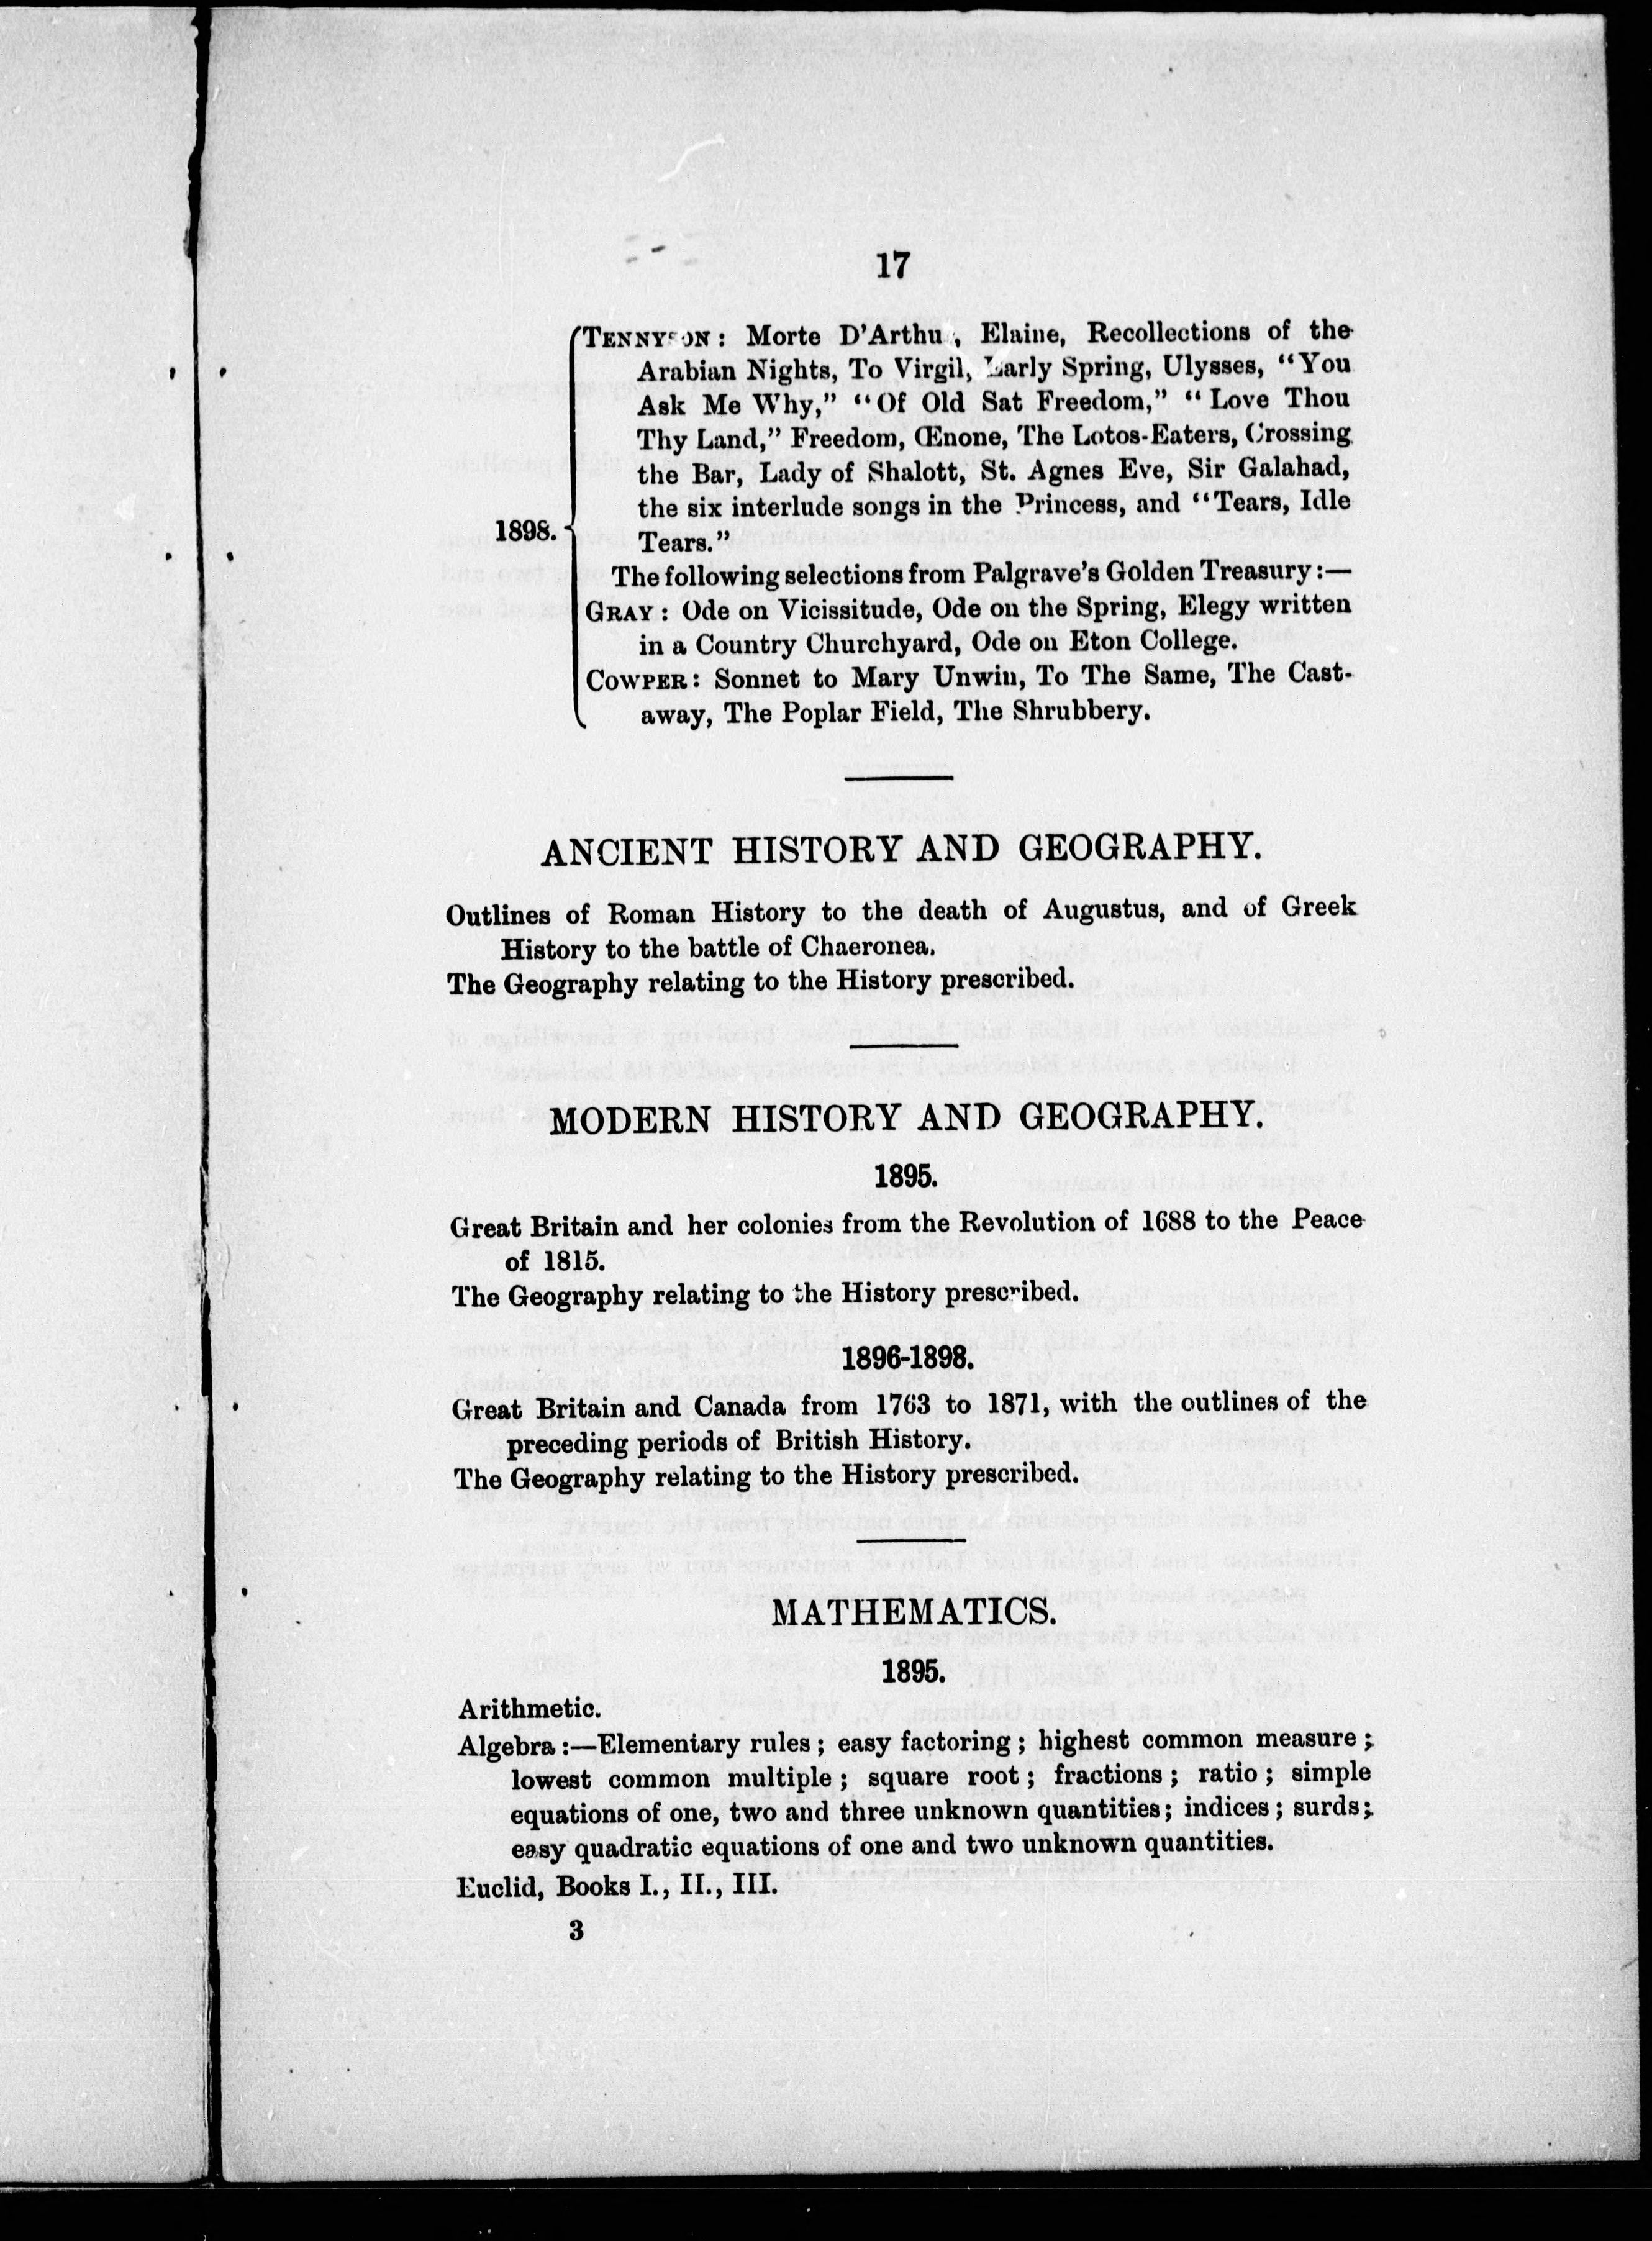 17
TENNYSON: Morte D'Arthur, Elaine, Recollections of the
Arabian Nights, To Virgil, Early Spring, Ulysses, "You
Ask Me Why," "Of Old Sat Freedom," "Love Thou
Thy Land," Freedom, Œnone, The Lotos-Eaters, Crossing
the Bar, Lady of Shalott, St. Agnes Eve, Sir Galahad,
the six interlude songs in the Princess, and "Tears, Idle
1898.
Tears."
The following selections from Palgrave's Golden Treasury:—
GRAY: Ode on Vicissitude, Ode on the Spring, Elegy written
in a Country Churchyard, Ode on Eton College.
COWPER: Sonnet to Mary Unwin, To The Same, The Cast-
away, The Poplar Field, The Shrubbery.
ANCIENT HISTORY AND GEOGRAPHY.
Outlines of Roman History to the death of Augustus, and of Greek
History to the battle of Chaeronea.
The Geography relating to the History prescribed.
MODERN HISTORY AND GEOGRAPHY.
1895.
Great Britain and her colonies from the Revolution of 1688 to the Peace
of 1815.
The Geography relating to the History prescribed.
1896-1898.
Great Britain and Canada from 1763 to 1871, with the outlines of the
preceding periods of British History.
The Geography relating to the History prescribed.
MATHEMATICS.
1895.
Arithmetic.
Algebra:—Elementary rules; easy factoring; highest common measure;
lowest common multiple; square root; fractions; ratio; simple
equations of one, two and three unknown quantities; indices; surds;
easy quadratic equations of one and two unknown quantities.
Euclid, Books I., II., III.
3